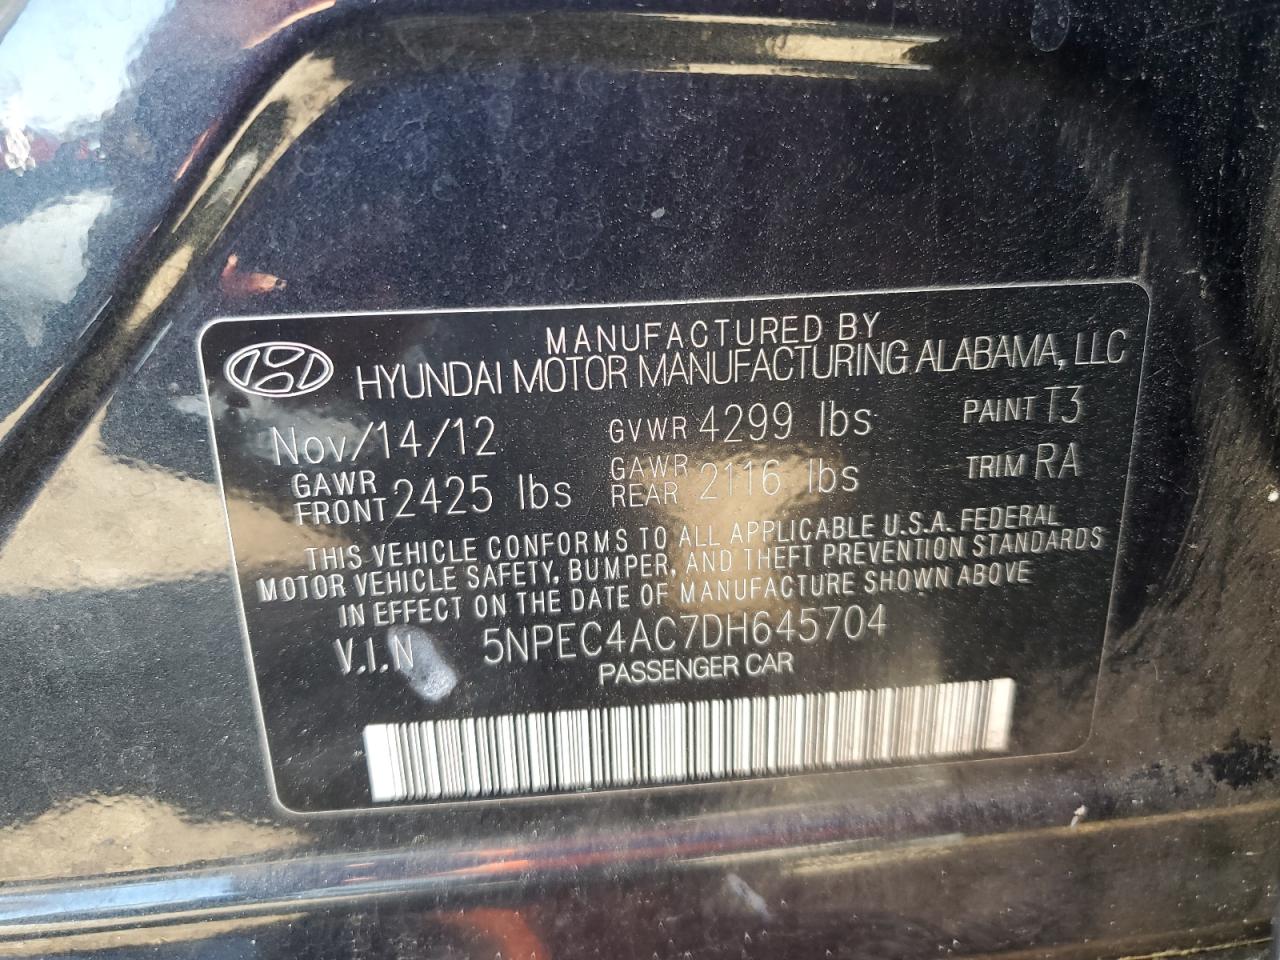 MANUFACTURED BY
HYUNDAI MOTOR MANUFACTURING ALABAMA, LLC
Nov/14/12 GVWR 4299 lbs PAINT T3
GAWR FRONT 2425 lbs GAWR REAR 2116 lbs TRIM RA
THIS VEHICLE CONFORMS TO ALL APPLICABLE U.S.A. FEDERAL
MOTOR VEHICLE SAFETY, BUMPER, AND THEFT PREVENTION STANDARDS
IN EFFECT ON THE DATE OF MANUFACTURE SHOWN ABOVE
V.I.N 5NPEC4AC7DH645704
PASSENGER CAR